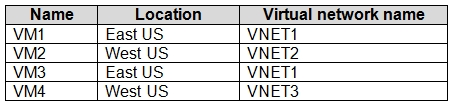 Name Location Virtual network name
VM1 East US VNET1
VM2 West US VNET2
VM3 East US VNET1
VM4 West US VNET3